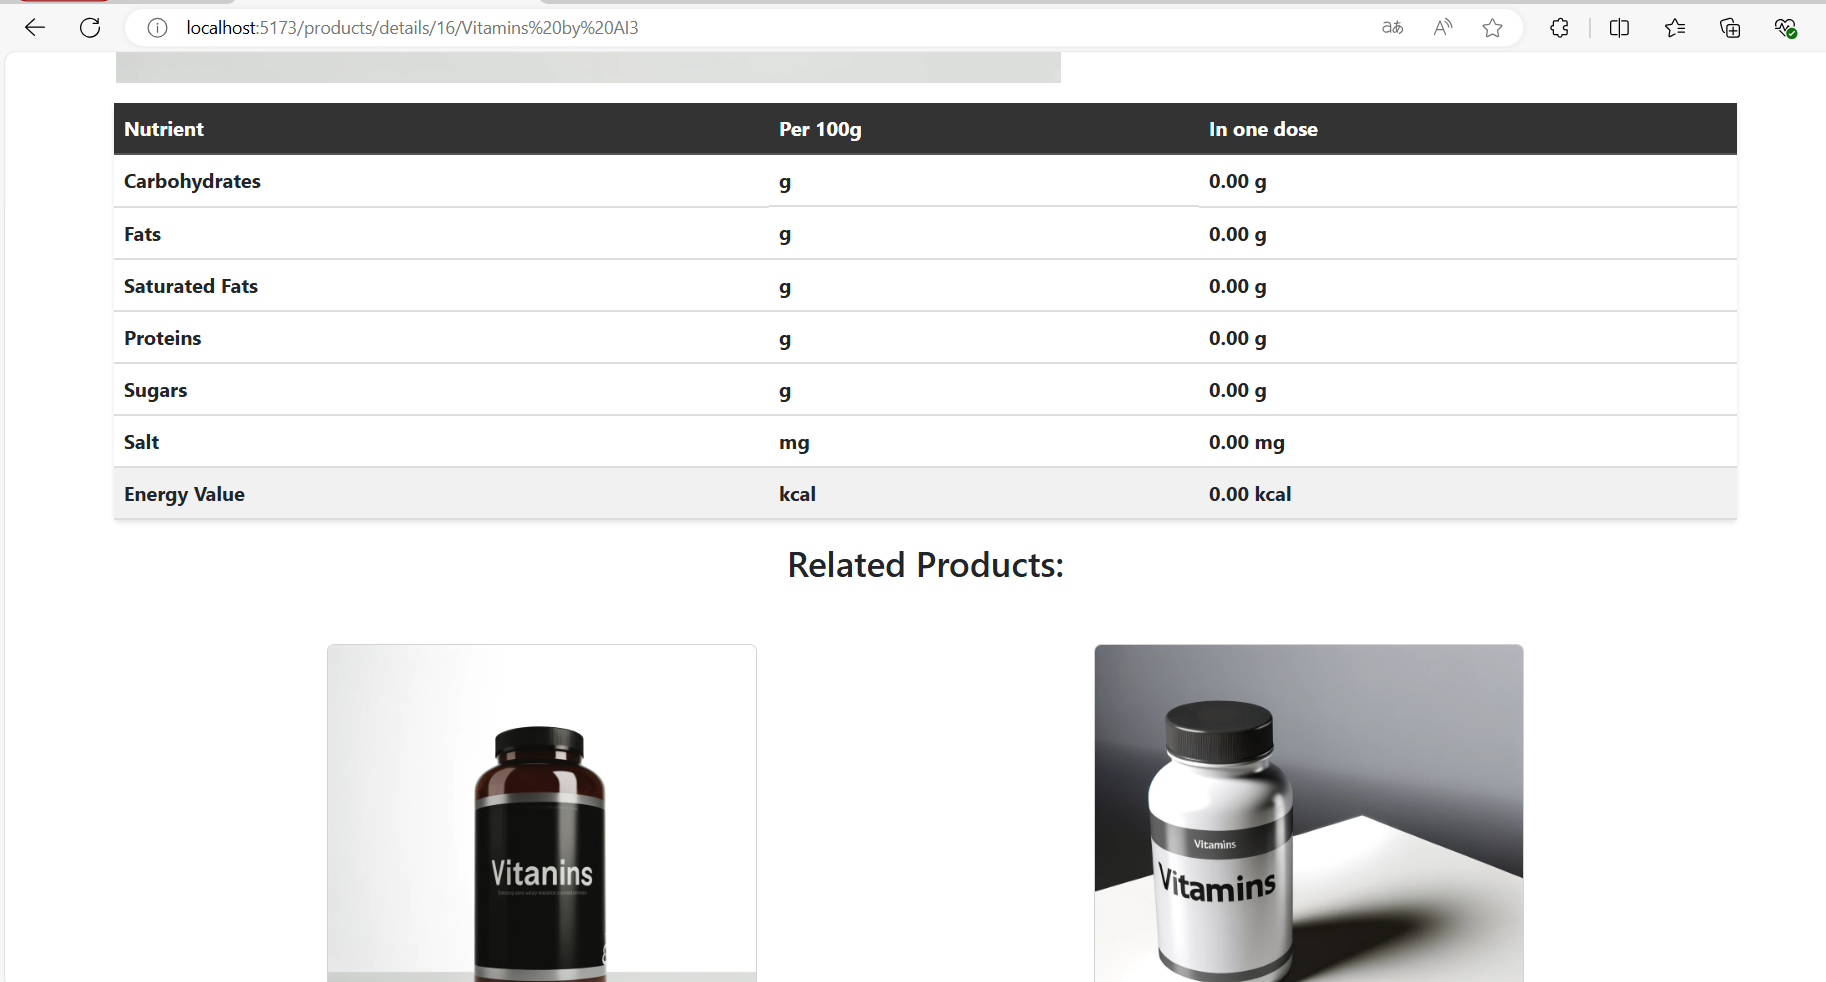 localhost:5173/products/details/16/Vitamins%20by%20AI3
Nutrient Per 100g In one dose
Carbohydrates g 0.00 g
Fats g 0.00 g
Saturated Fats g 0.00 g
Proteins g 0.00 g
Sugars g 0.00 g
Salt mg 0.00 mg
Energy Value kcal 0.00 kcal
Related Products:
Vitanins
Vitamins
Vitamins